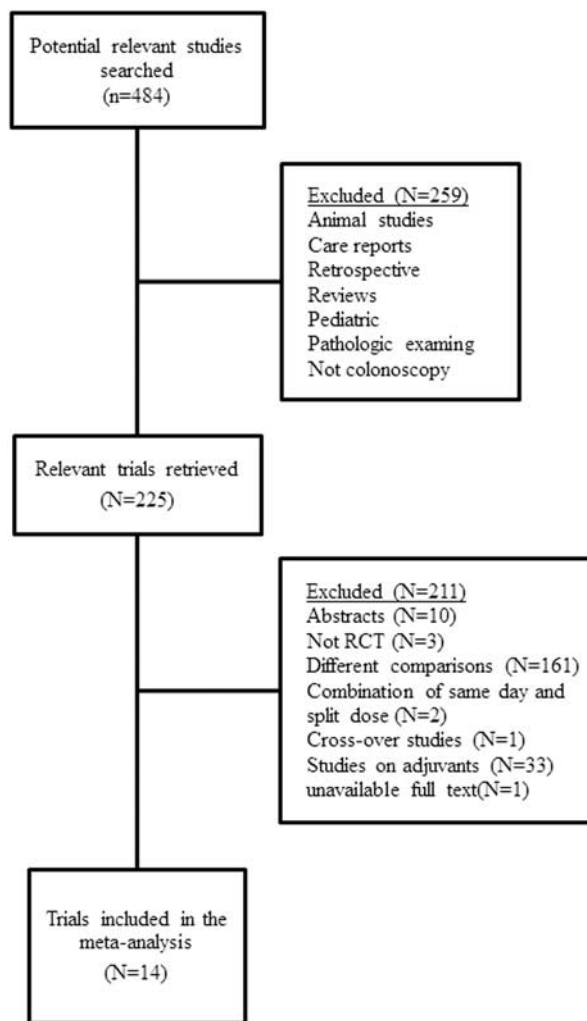 Potential relevant studies
searched
(n=484)
Excluded (N=259)
Animal studies
Care reports
Retrospective
Reviews
Pediatric
Pathologic examing
Not colonoscopy
Relevant trials retrieved
(N=225)
Excluded (N=211)
Abstracts (N=10)
Not RCT (N=3)
Different comparisons (N=161)
Combination of same day and
split dose (N=2)
Cross-over studies (N=1)
Studies on adjuvants (N=33)
unavailable full text(N=1)
Trials included in the
meta-analysis
(N=14)